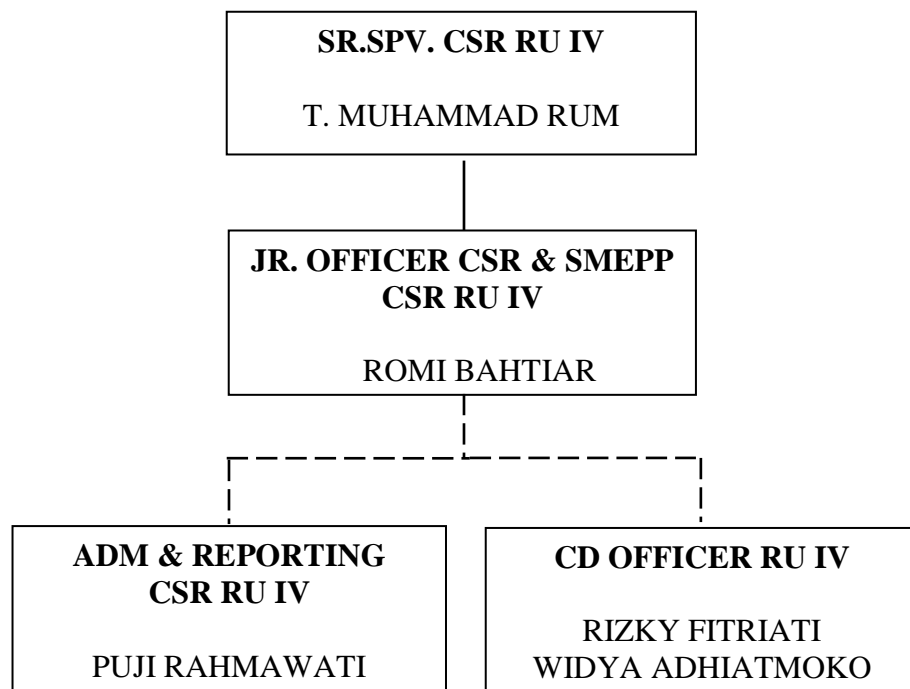 SR.SPV. CSR RU IV
T. MUHAMMAD RUM
JR. OFFICER CSR & SMEPP
CSR RU IV
ROMI BAHTIAR
ADM & REPORTING
CSR RU IV
PUJI RAHMAWATI
CD OFFICER RU IV
RIZKY FITRIATI
WIDYA ADHIATMOKO